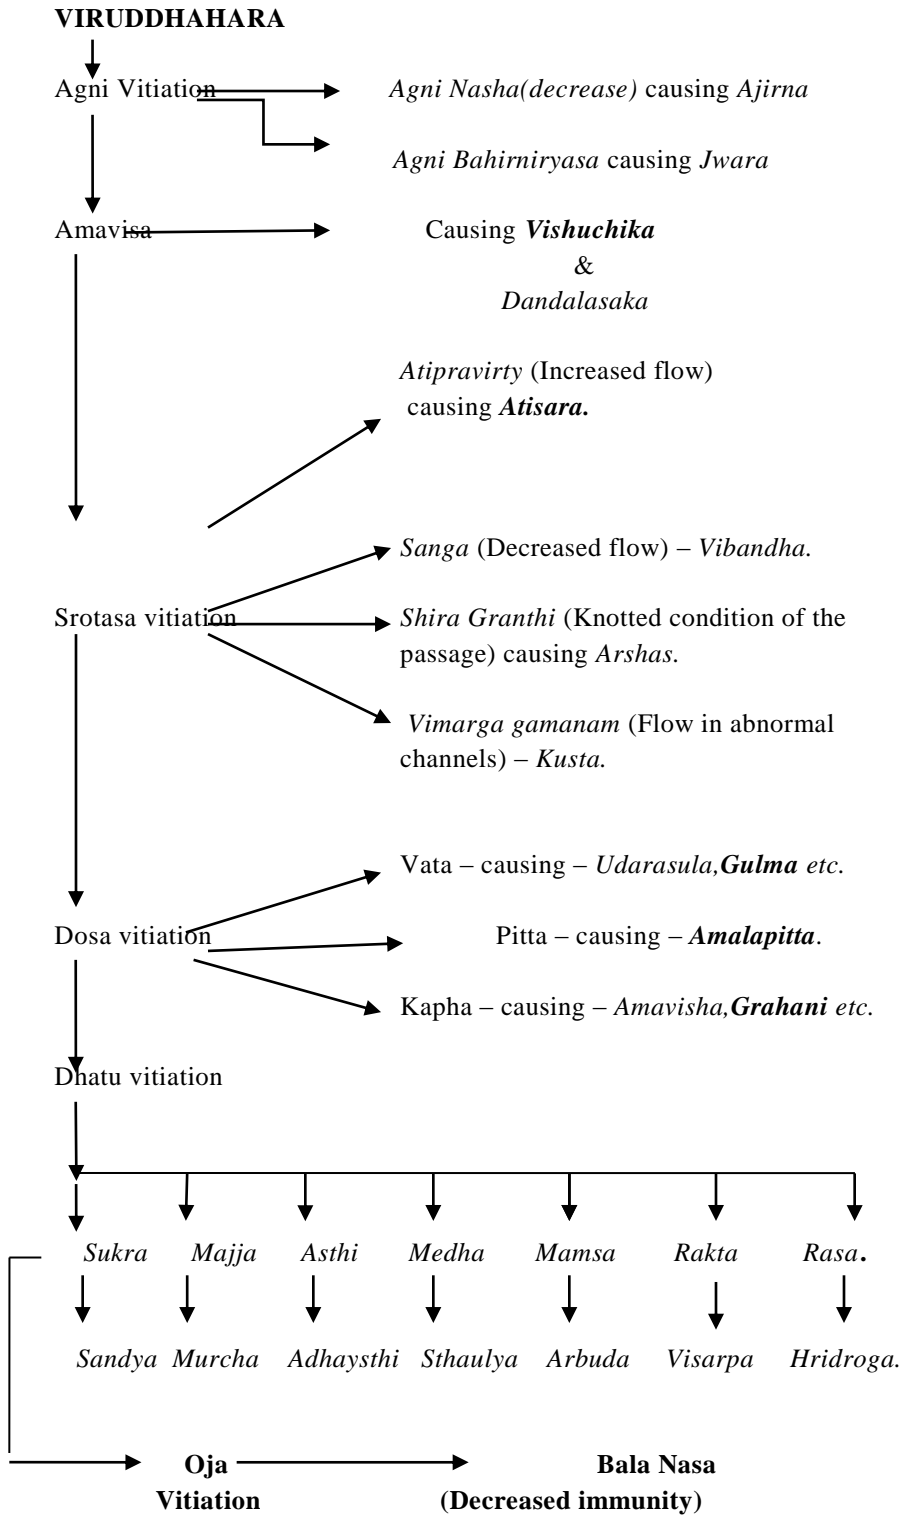 VIRUDDHAHARA
Agni Vitiation
Agni Nasha(decrease) causing Ajirna
Agni Bahirniryasa causing Jwara
Amavisa
Causing Vishuchika
&
Dandalasaka
Atipravirty (Increased flow)
causing Atisara.
Sanga (Decreased flow) – Vibandha.
Srotasa vitiation
Shira Granthi (Knotted condition of the
passage) causing Arshas.
Vimarga gamanam (Flow in abnormal
channels) – Kusta.
Vata – causing – Udarasula,Gulma etc.
Dosa vitiation
Pitta – causing – Amalapitta.
Kapha – causing – Amavisha,Grahani etc.
Dhatu vitiation
Sukra Majja Asthi Medha Mamsa Rakta Rasa.
Sandya Murcha Adhaysthi Sthaulya Arbuda Visarpa Hridroga.
Oja Bala Nasa
Vitiation (Decreased immunity)